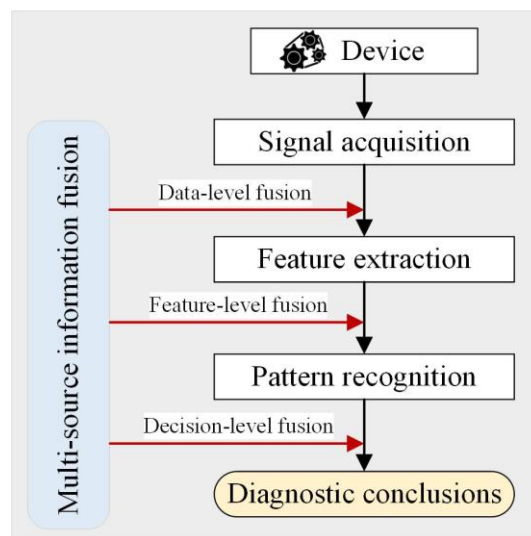 Device
Signal acquisition
Data-level fusion
Feature extraction
Feature-level fusion
Pattern recognition
Decision-level fusion
Diagnostic conclusions
Multi-source information fusion